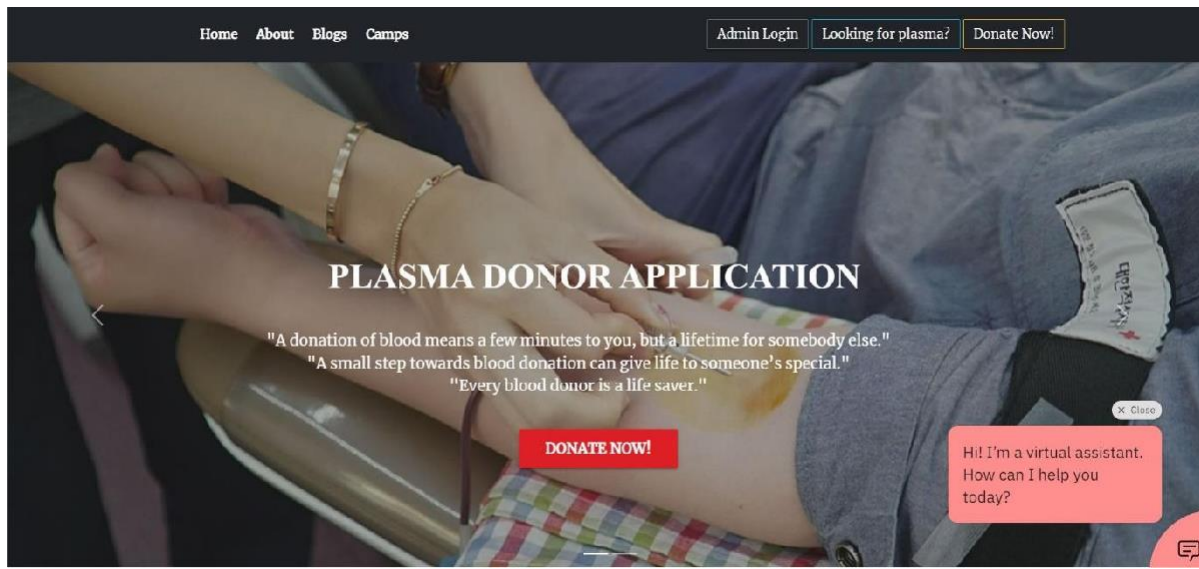 Home About Blogs Camps
Admin Login Looking for plasma? Donate Now!
PLASMA DONOR APPLICATION
"A donation of blood means a few minutes to you, but a lifetime for somebody else."
"A small step towards blood donation can give life to someone’s special."
"Every blood donor is a life saver."
DONATE NOW!
× Close
Hi! I'm a virtual assistant.
How can I help you
today?